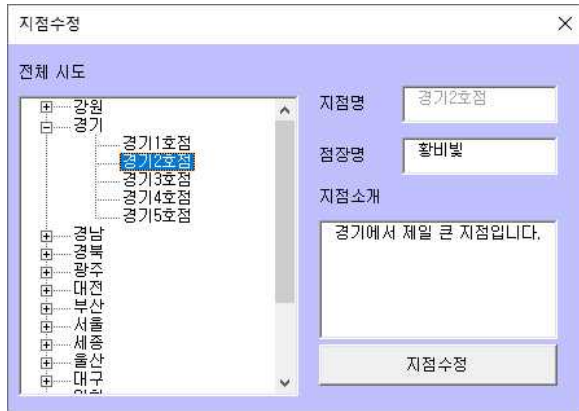 지점수정
전체 시도
강원
경기
경기1호점
경기2호점
경기3호점
경기4호점
경기5호점
경남
경북
광주
대전
부산
서울
세종
울산
대구
지점명 경기2호점
점장명 황비빛
지점소개
경기에서 제일 큰 지점입니다.
지점수정